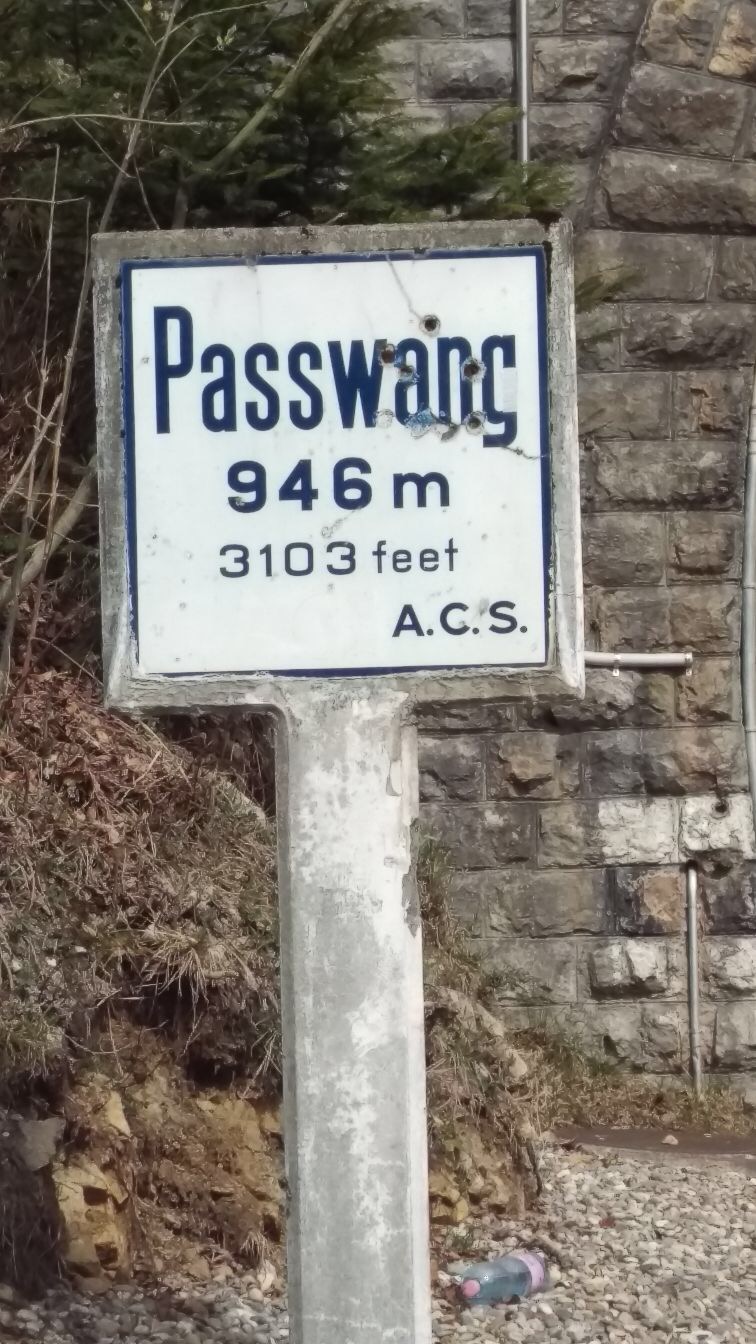 Passwang
946 m
3103 feet
A.C.S.